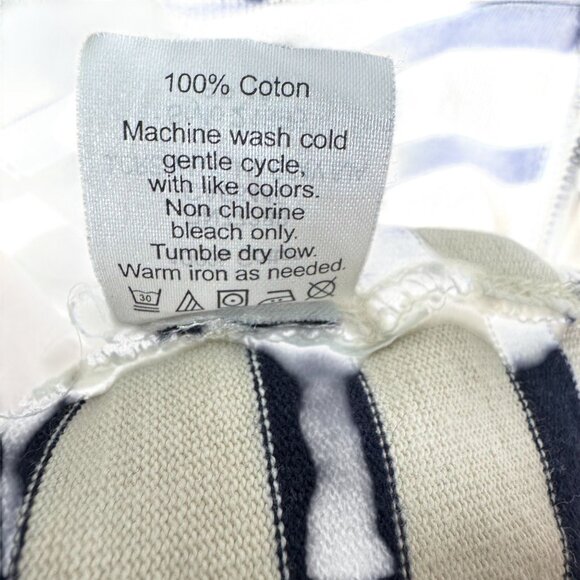 100% Coton
Machine wash cold
gentle cycle,
with like colors.
Non chlorine
bleach only.
Tumble dry low.
Warm iron as needed.
30